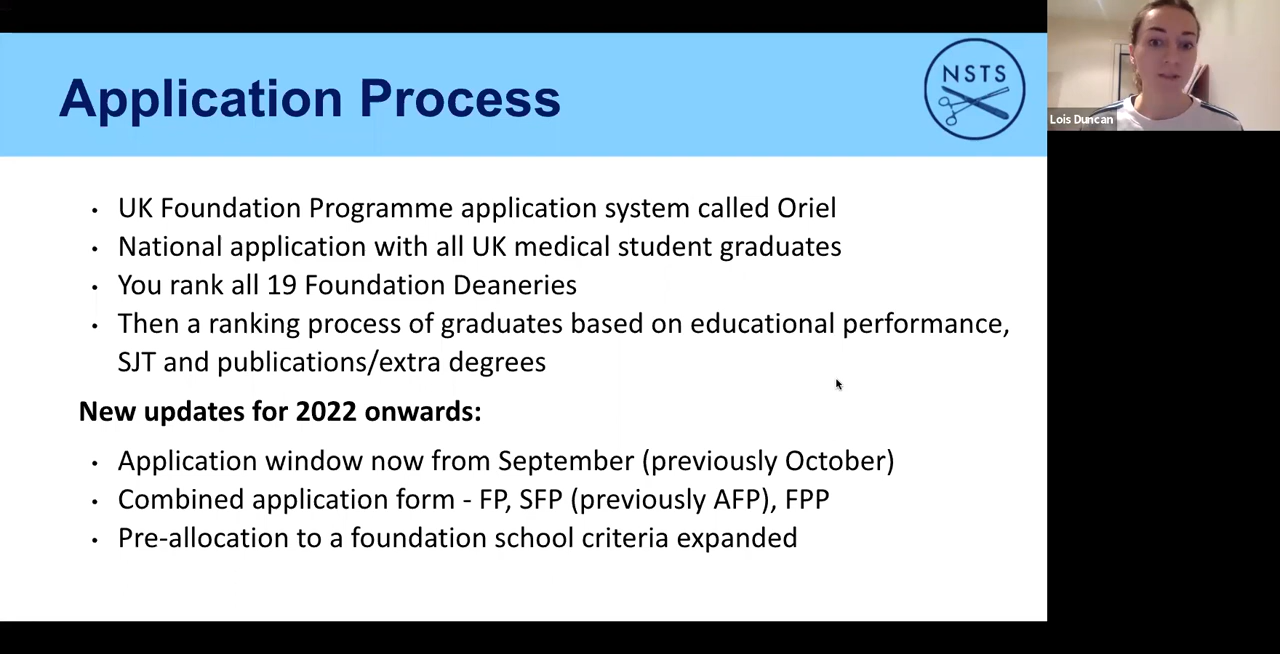 Application Process
NSTS
Lois Duncan
• UK Foundation Programme application system called Oriel
• National application with all UK medical student graduates
• You rank all 19 Foundation Deaneries
• Then a ranking process of graduates based on educational performance,
SJT and publications/extra degrees
New updates for 2022 onwards:
• Application window now from September (previously October)
• Combined application form - FP, SFP (previously AFP), FPP
• Pre-allocation to a foundation school criteria expanded